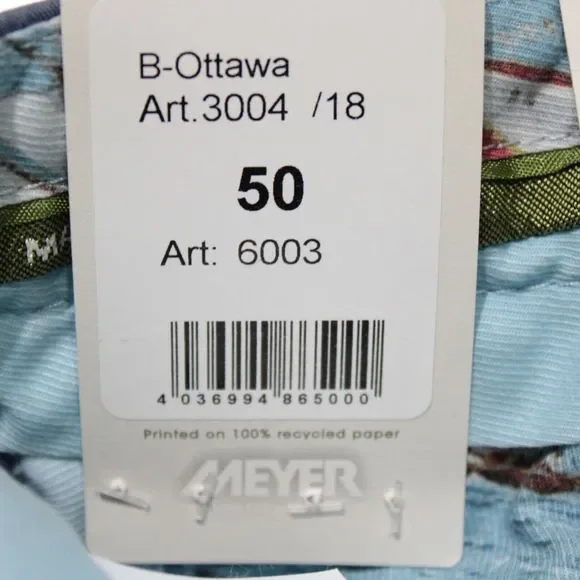 B-Ottawa
Art.3004 /18
50
Art: 6003
4 036994 865000
Printed on 100% recycled paper
MEYER